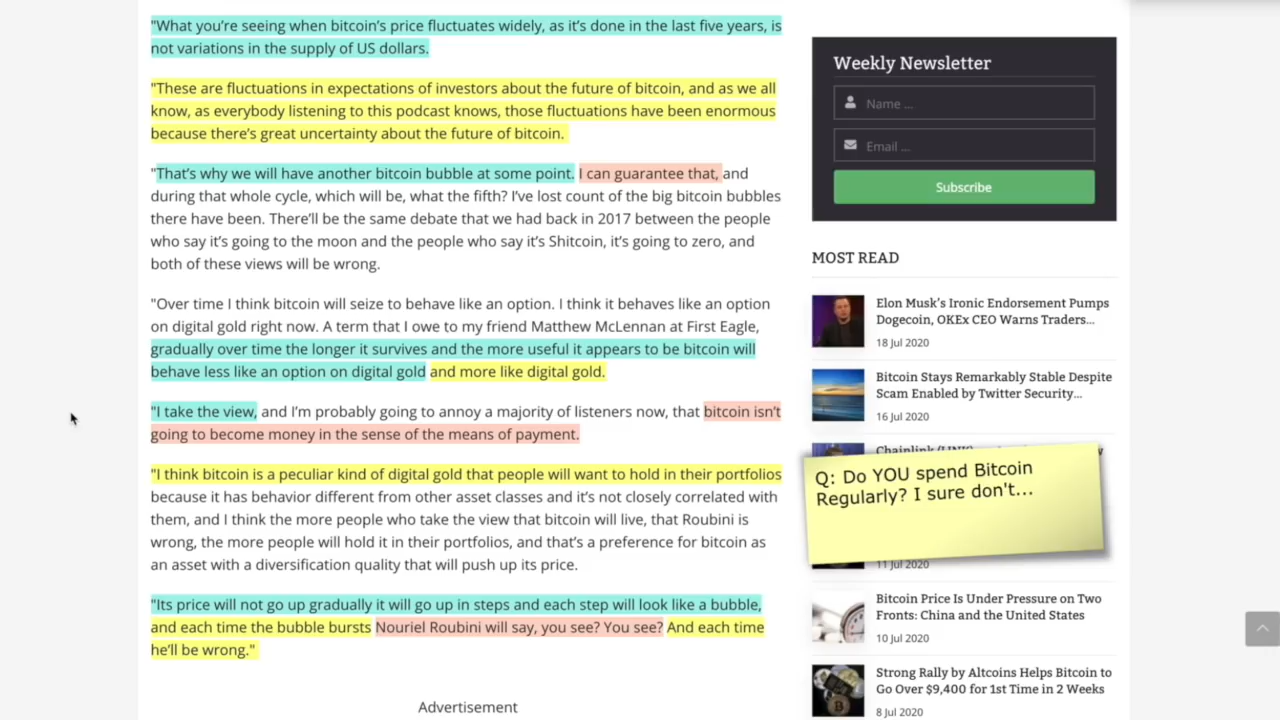 "What you're seeing when bitcoin's price fluctuates widely, as it's done in the last five years, is
not variations in the supply of US dollars.
"These are fluctuations in expectations of investors about the future of bitcoin, and as we all
know, as everybody listening to this podcast knows, those fluctuations have been enormous
because there's great uncertainty about the future of bitcoin.
"That's why we will have another bitcoin bubble at some point. I can guarantee that, and
during that whole cycle, which will be, what the fifth? I've lost count of the big bitcoin bubbles
there have been. There'll be the same debate that we had back in 2017 between the people
who say it's going to the moon and the people who say it's Shitcoin, it's going to zero, and
both of these views will be wrong.
"Over time I think bitcoin will seize to behave like an option. I think it behaves like an option
on digital gold right now. A term that I owe to my friend Matthew McLennan at First Eagle,
gradually over time the longer it survives and the more useful it appears to be bitcoin will
behave less like an option on digital gold and more like digital gold.
"I take the view, and I'm probably going to annoy a majority of listeners now, that bitcoin isn't
going to become money in the sense of the means of payment.
"I think bitcoin is a peculiar kind of digital gold that people will want to hold in their portfolios
because it has behavior different from other asset classes and it's not closely correlated with
them, and I think the more people who take the view that bitcoin will live, that Roubini is
wrong, the more people will hold it in their portfolios, and that's a preference for bitcoin as
an asset with a diversification quality that will push up its price.
"Its price will not go up gradually it will go up in steps and each step will look like a bubble,
and each time the bubble bursts Nouriel Roubini will say, you see? You see? And each time
he'll be wrong."
Advertisement
Weekly Newsletter
Name ...
Email ...
Subscribe
MOST READ
Elon Musk's Ironic Endorsement Pumps
Dogecoin, OKEx CEO Warns Traders...
18 Jul 2020
Bitcoin Stays Remarkably Stable Despite
Scam Enabled by Twitter Security...
16 Jul 2020
Q: Do YOU spend Bitcoin
Regularly? I sure don't...
11 Jul 2020
Bitcoin Price Is Under Pressure on Two
Fronts: China and the United States
10 Jul 2020
Strong Rally by Altcoins Helps Bitcoin to
Go Over $9,400 for 1st Time in 2 Weeks
8 Jul 2020